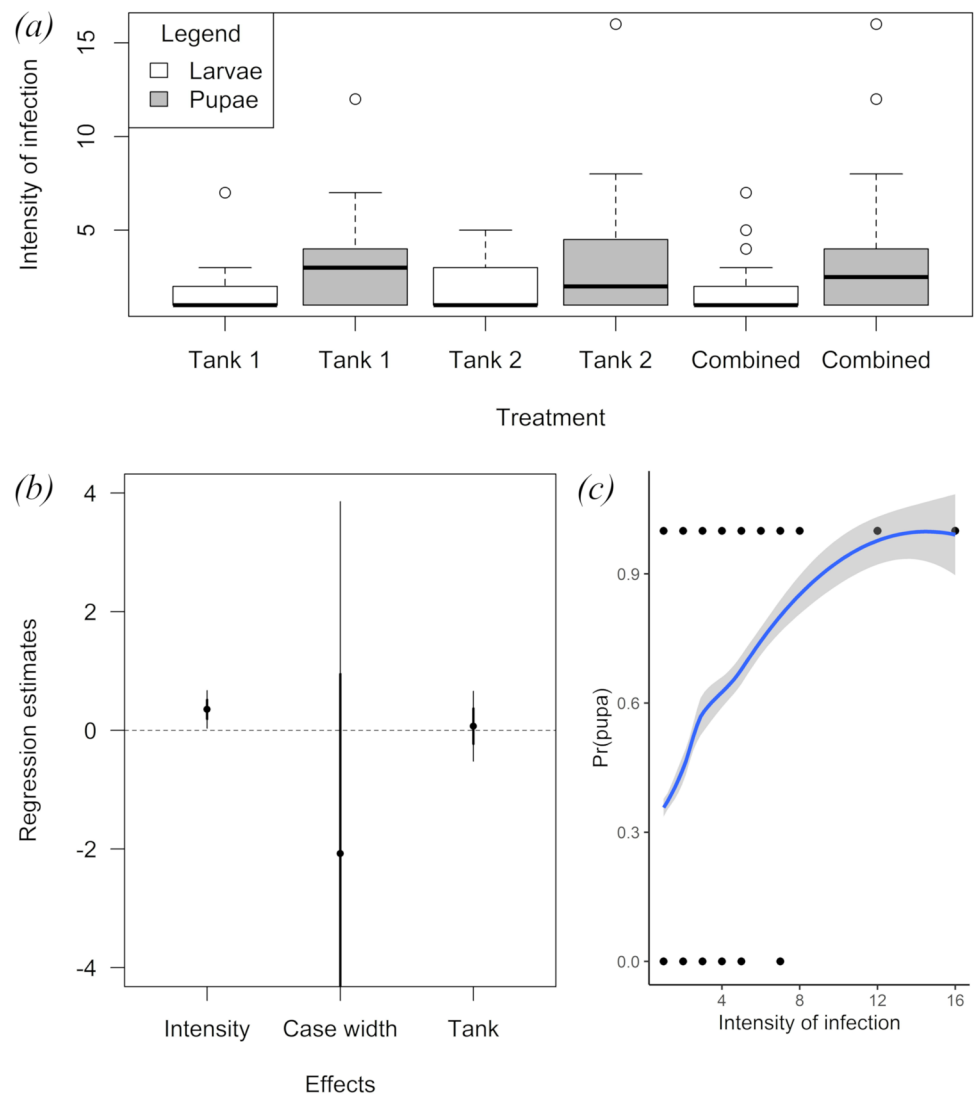 (a)
Legend
Larvae
Pupae
15
10
5
Intensity of infection
Tank 1 Tank 1 Tank 2 Tank 2 Combined Combined
Treatment
(b)
4
2
0
-2
-4
Regression estimates
Intensity Case width Tank
Effects
(c)
0.9
0.6
0.3
0.0
Pr(pupa)
4 8 12 16
Intensity of infection